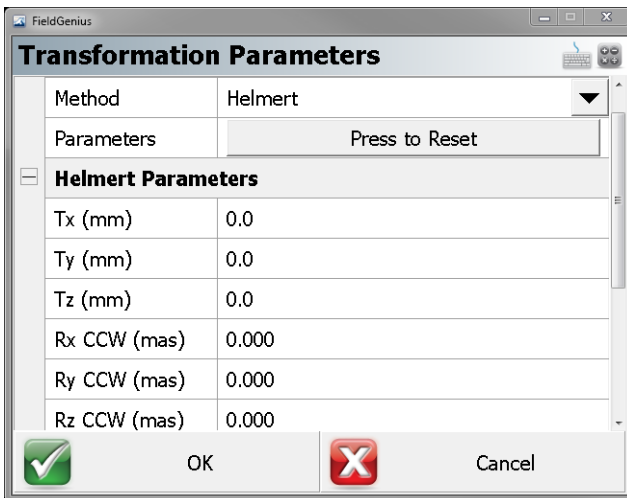 FieldGenius
Transformation Parameters
Method Helmert
Parameters Press to Reset
Helmert Parameters
Tx (mm) 0.0
Ty (mm) 0.0
Tz (mm) 0.0
Rx CCW (mas) 0.000
Ry CCW (mas) 0.000
Rz CCW (mas) 0.000
OK Cancel